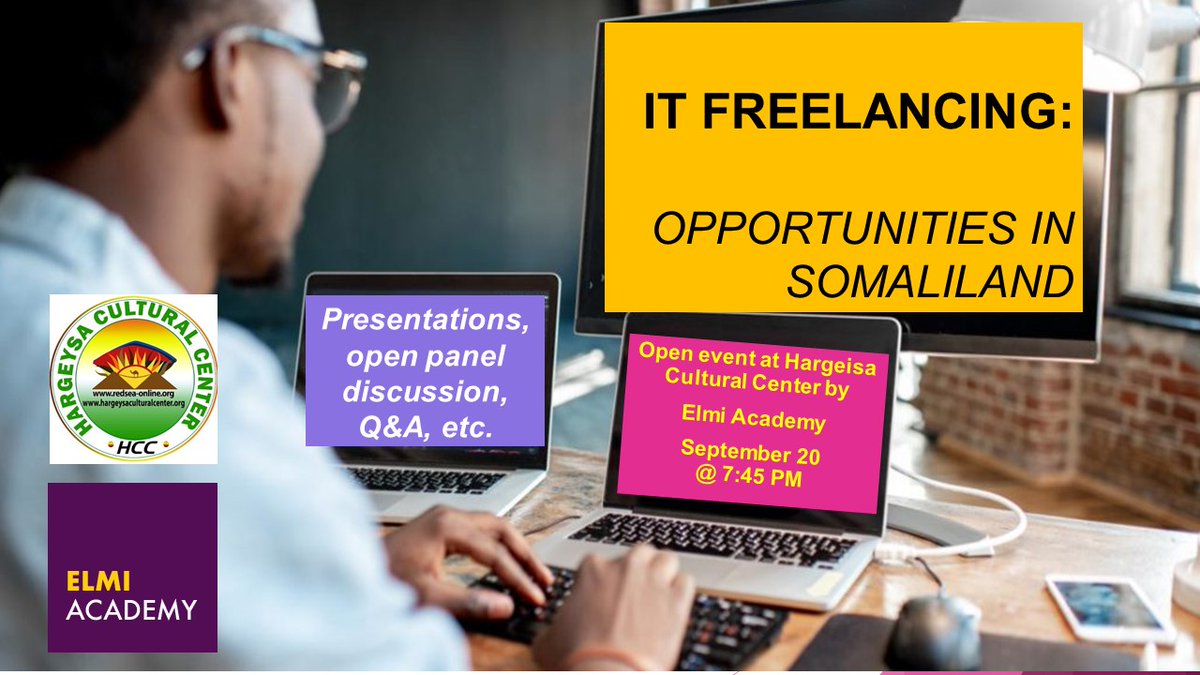 IT FREELANCING:
OPPORTUNITIES IN
SOMALILAND
Presentations,
open panel
discussion,
Q&A, etc.
Open event at Hargeisa
Cultural Center by
Elmi Academy
September 20
@ 7:45 PM
HARGEYSA CULTURAL CENTER
www.redsea-online.org
www.hargeysaculturalcenter.org
• HCC •
ELMI
ACADEMY